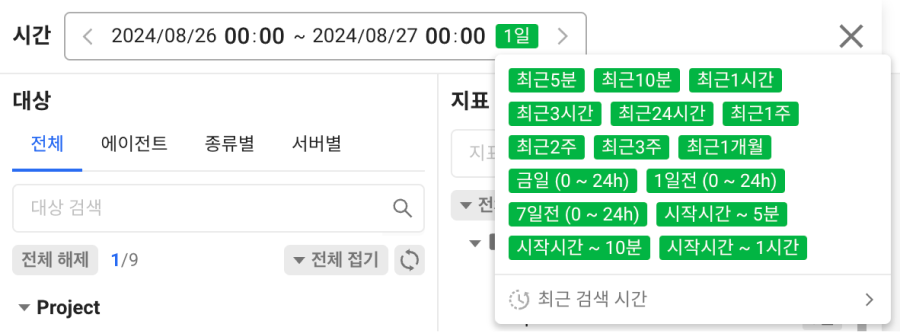 시간 2024/08/26 00:00 ~ 2024/08/27 00:00 1일
대상
전체 에이전트 종류별 서버별
대상 검색
전체 해제 1/9 전체 접기
Project
지표
지표
최근5분 최근10분 최근1시간
최근3시간 최근24시간 최근1주
최근2주 최근3주 최근1개월
금일 (0 ~ 24h) 1일전 (0 ~ 24h)
7일전 (0 ~ 24h) 시작시간 ~ 5분
시작시간 ~ 10분 시작시간 ~ 1시간
최근 검색 시간